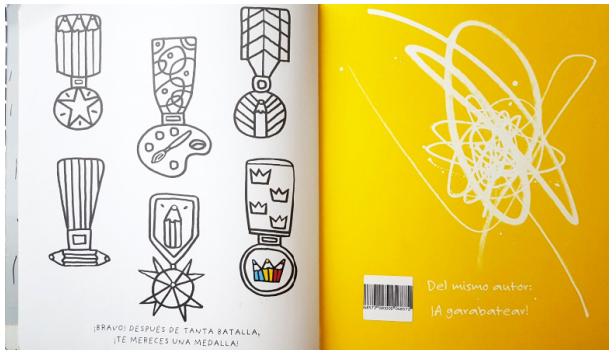 ¡BRAVO! DESPUÉS DE TANTA BATALLA,
¡TE MERECES UNA MEDALLA!
Del mismo autor:
¡A garabatear!